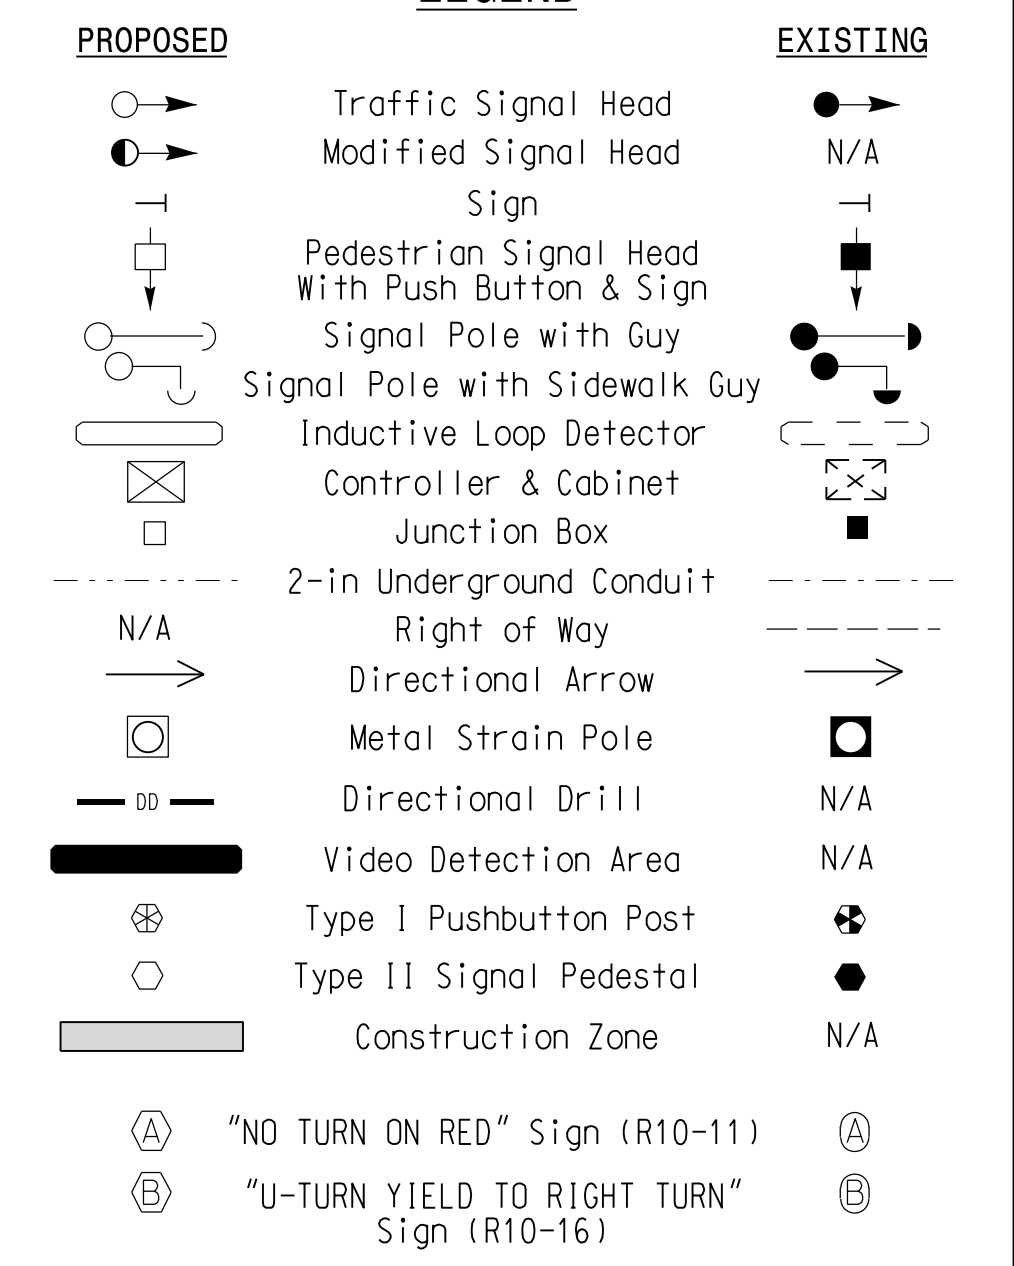 LEGEND
PROPOSED EXISTING
Traffic Signal Head
Modified Signal Head N/A
Sign
Pedestrian Signal Head
With Push Button & Sign
Signal Pole with Guy
Signal Pole with Sidewalk Guy
Inductive Loop Detector
Controller & Cabinet
Junction Box
2-in Underground Conduit
N/A Right of Way
Directional Arrow
Metal Strain Pole
DD Directional Drill N/A
Video Detection Area N/A
Type I Pushbutton Post
Type II Signal Pedestal
Construction Zone N/A
A "NO TURN ON RED" Sign (R10-11) A
B "U-TURN YIELD TO RIGHT TURN" B
Sign (R10-16)